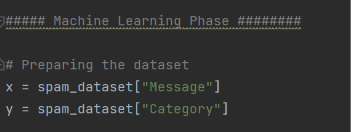 ##### Machine Learning Phase ########
# Preparing the dataset
x = spam_dataset["Message"]
y = spam_dataset["Category"]